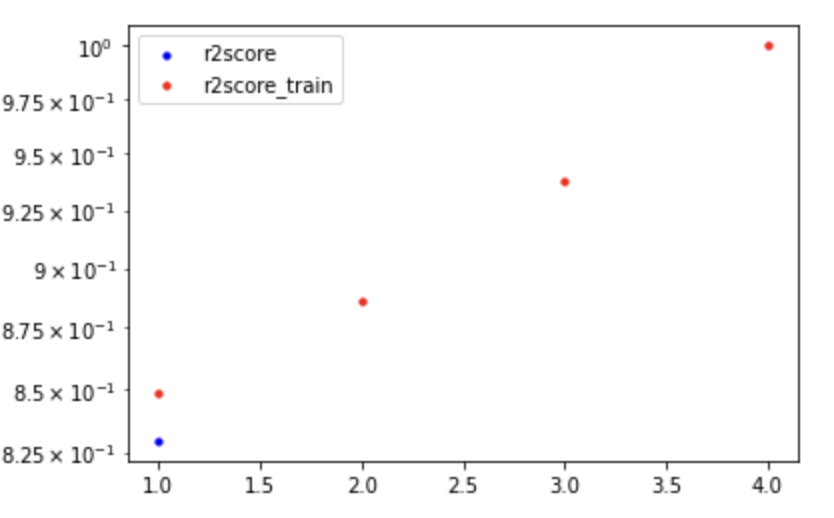 r2score
r2score_train
10⁰
9.75 × 10⁻¹
9.5 × 10⁻¹
9.25 × 10⁻¹
9 × 10⁻¹
8.75 × 10⁻¹
8.5 × 10⁻¹
8.25 × 10⁻¹
1.0 1.5 2.0 2.5 3.0 3.5 4.0